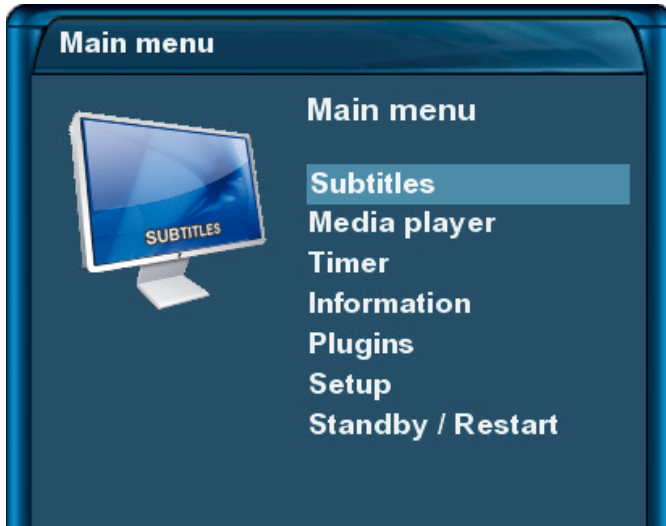 Main menu
Main menu
SUBTITLES
Subtitles
Media player
Timer
Information
Plugins
Setup
Standby / Restart